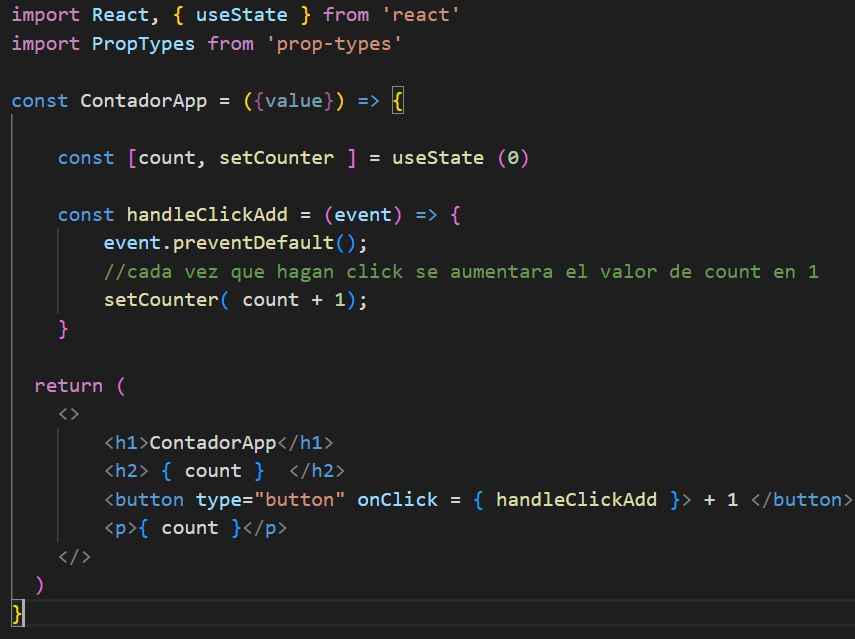 import React, { useState } from 'react'
import PropTypes from 'prop-types'
const ContadorApp = ({value}) => {
const [count, setCounter ] = useState (0)
const handleClickAdd = (event) => {
event.preventDefault();
//cada vez que hagan click se aumentara el valor de count en 1
setCounter( count + 1);
}
return (
<>
<h1>ContadorApp</h1>
<h2> { count }  </h2>
<button type="button" onClick = { handleClickAdd }> + 1 </button>
<p>{ count }</p>
</>
)
}